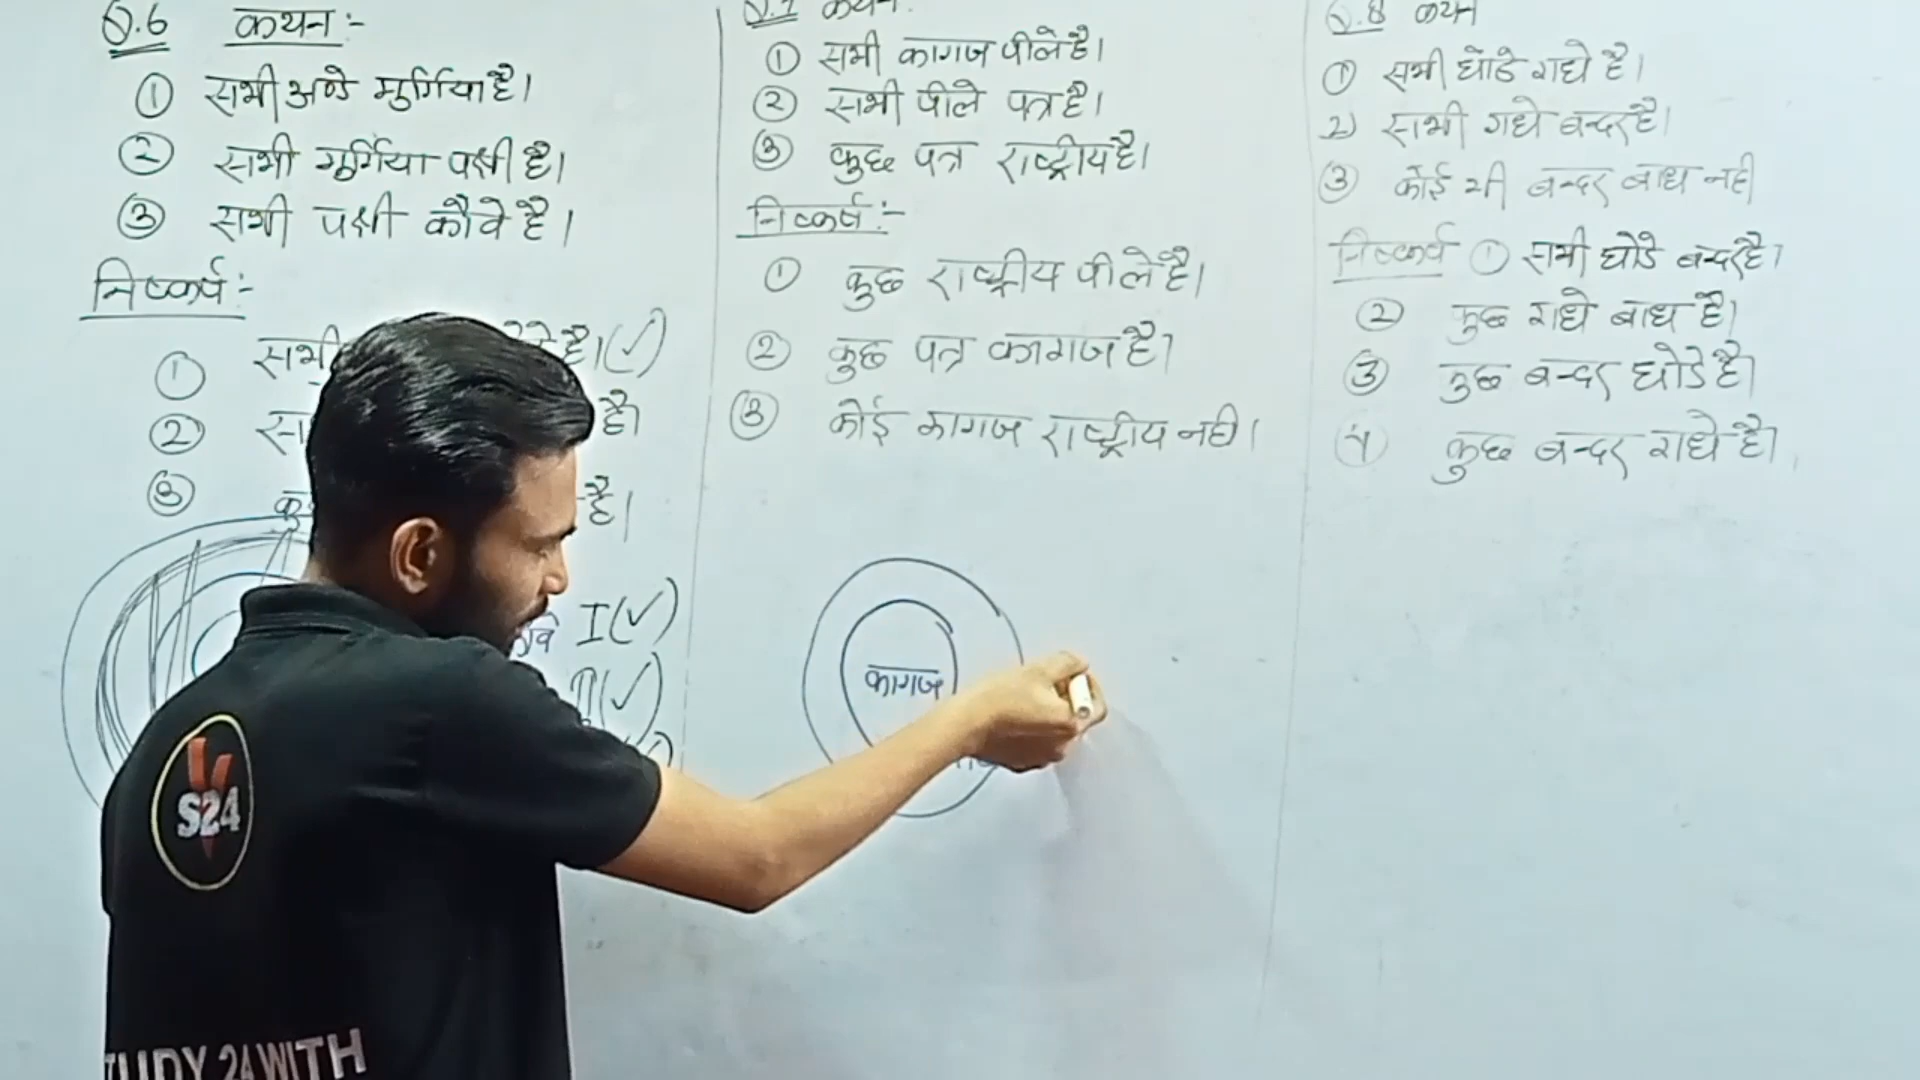 Q.6 कथन:-
① सभी अण्डे मुर्गिया है।
② सभी मुर्गिया पक्षी है।
③ सभी पक्षी कौवे है।
निष्कर्ष:-
① सभी है। (✓)
② है।
③ है।
I (✓)
II (✓)
कथन:
① सभी कागज पीले है।
② सभी पीले पत्र है।
③ कुछ पत्र राष्ट्रीय है।
निष्कर्ष:-
① कुछ राष्ट्रीय पीले है।
② कुछ पत्र कागज है।
③ कोई कागज राष्ट्रीय नही।
कागज
Q.8 कथन
① सभी घोडे गधे है।
2) सभी गधे बन्दर है।
③ कोई भी बन्दर बाघ नही
निष्कर्ष ① सभी घोडे बन्दर है।
② कुछ गधे बाघ है।
③ कुछ बन्दर घोडे है।
④ कुछ बन्दर गधे है।
S24
STUDY 24 WITH